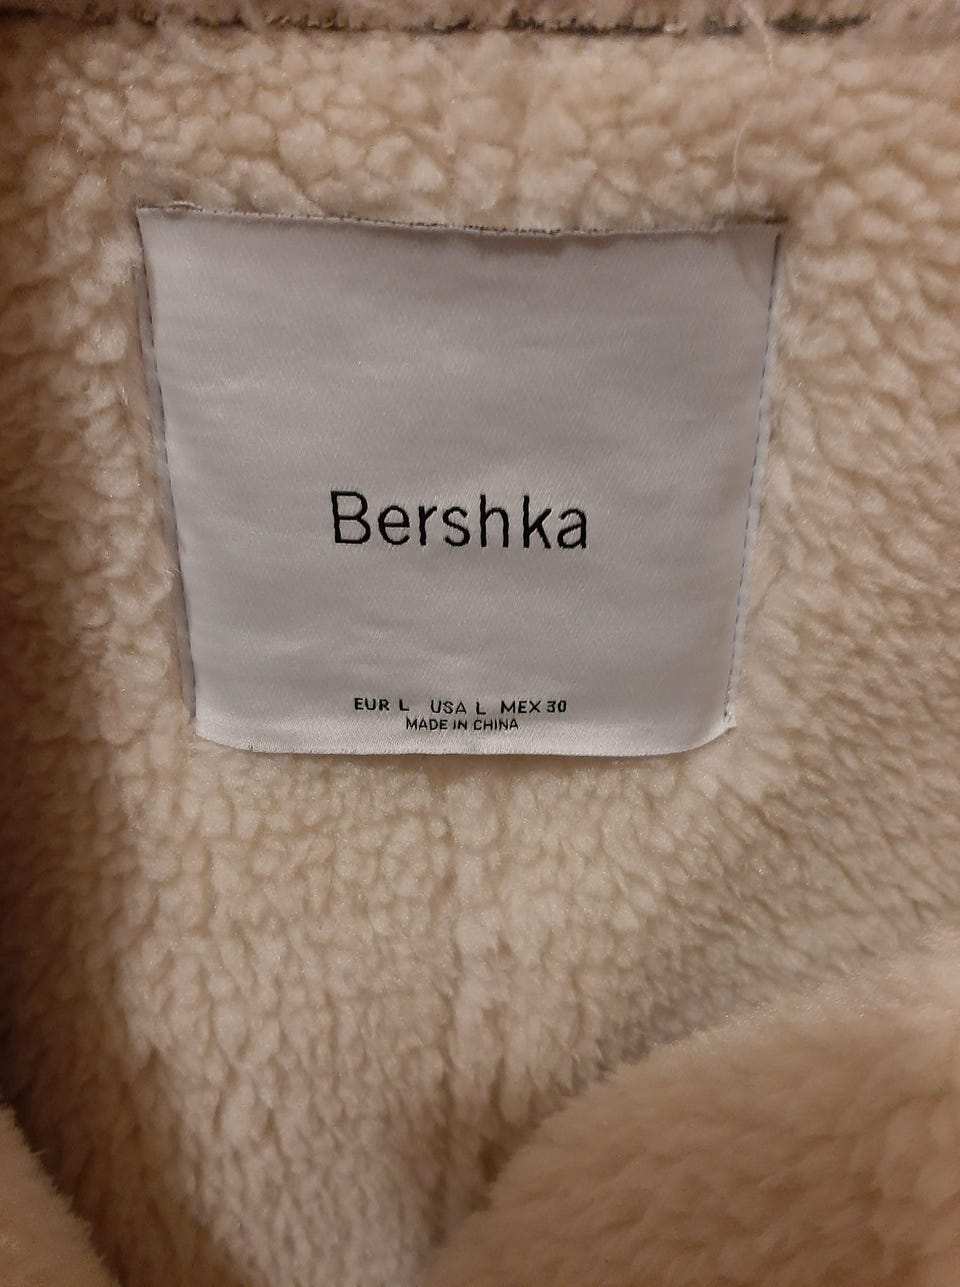 Bershka
EUR L USA L MEX 30
MADE IN CHINA